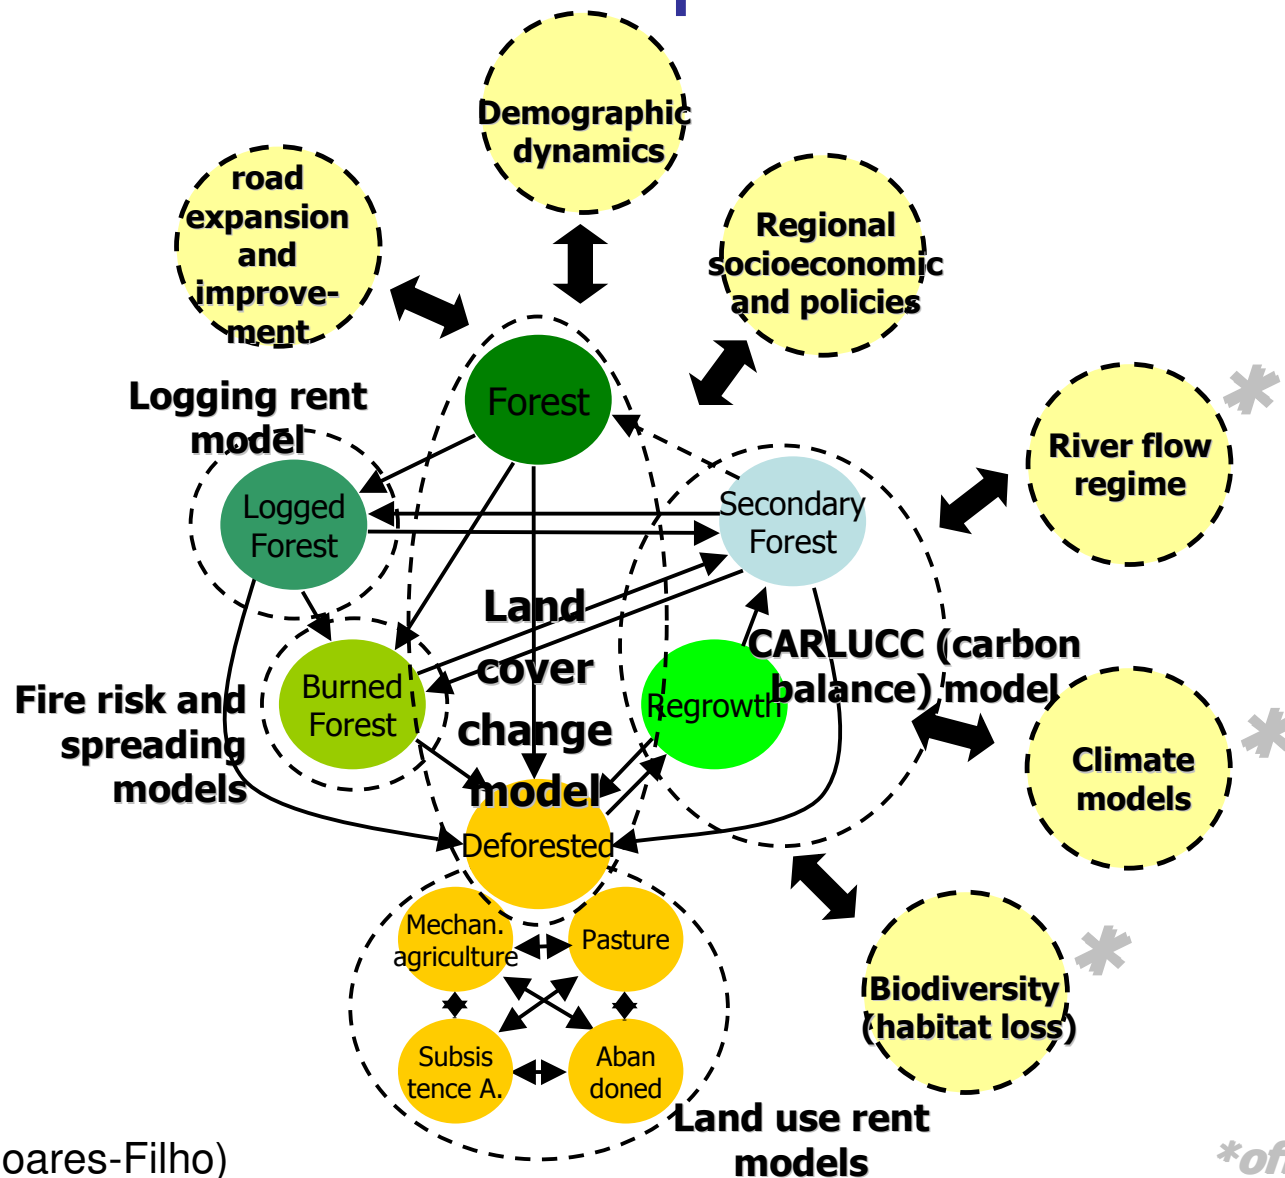 Demographic
dynamics
road
expansion
and
improve-
ment
Regional
socioeconomic
and policies
Logging rent
model
Forest
River flow
regime
*
Logged
Forest
Secondary
Forest
Land
cover
change
model
CARLUCC (carbon
balance) model
Fire risk and
spreading
models
Burned
Forest
Regrowth
Climate
models
*
Deforested
Mechan.
agriculture
Pasture
Subsis
tence A.
Aban
doned
Biodiversity
(habitat loss)
*
Land use rent
models
oares-Filho)